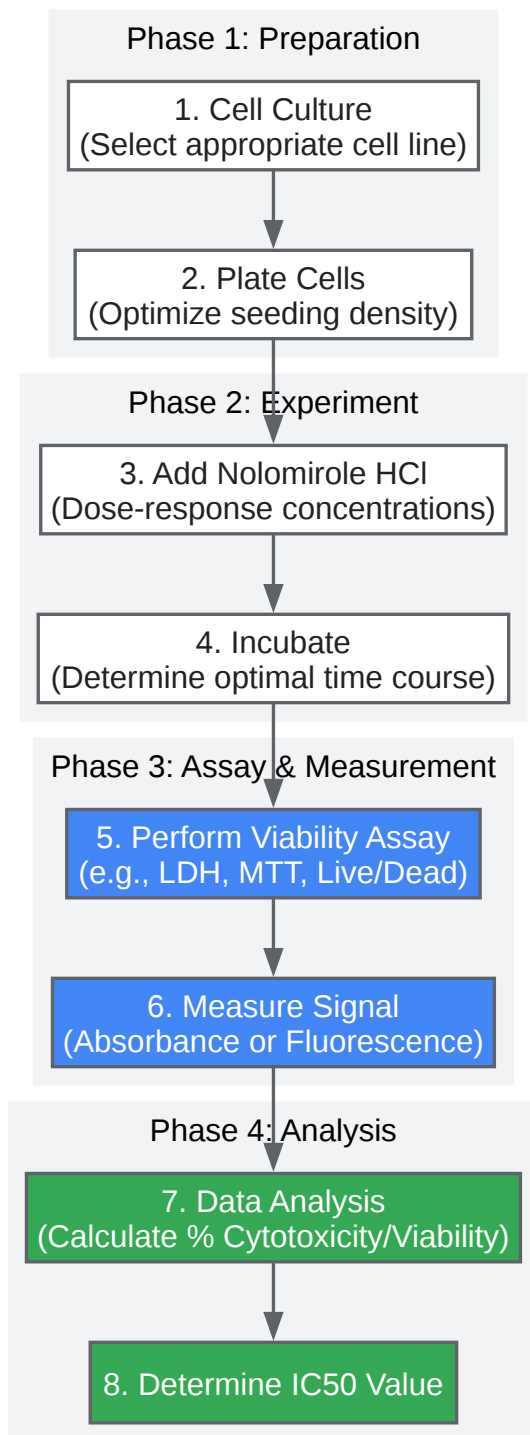 Phase 1: Preparation
1. Cell Culture
(Select appropriate cell line)
2. Plate Cells
(Optimize seeding density)
Phase 2: Experiment
3. Add Nolomirole HCl
(Dose-response concentrations)
4. Incubate
(Determine optimal time course)
Phase 3: Assay & Measurement
5. Perform Viability Assay
(e.g., LDH, MTT, Live/Dead)
6. Measure Signal
(Absorbance or Fluorescence)
Phase 4: Analysis
7. Data Analysis
(Calculate % Cytotoxicity/Viability)
8. Determine IC50 Value